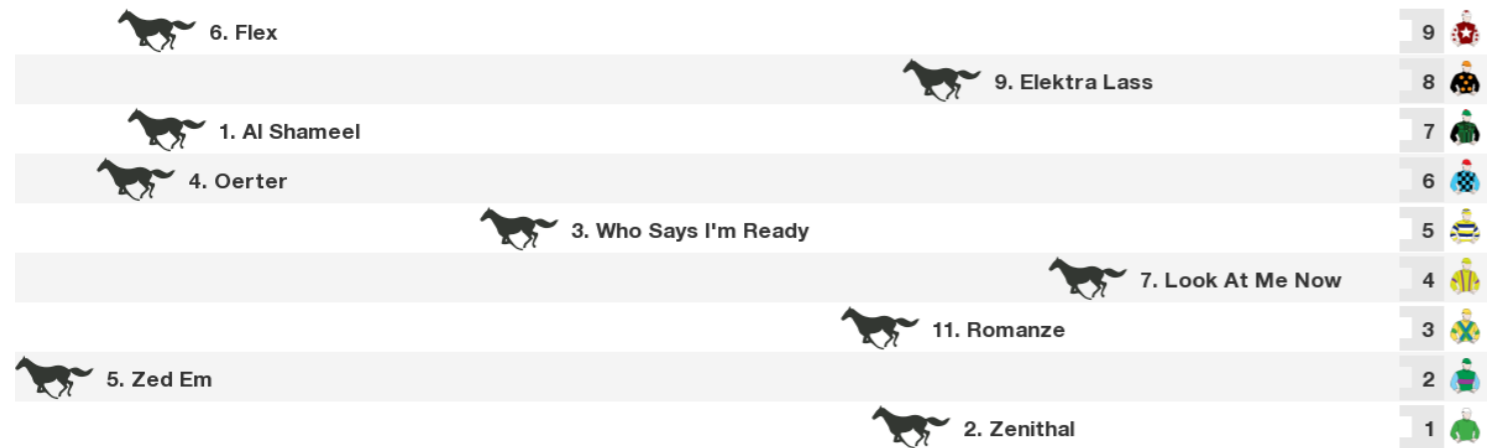 6. Flex 9
9. Elektra Lass 8
1. Al Shameel 7
4. Oerter 6
3. Who Says I'm Ready 5
7. Look At Me Now 4
11. Romanze 3
5. Zed Em 2
2. Zenithal 1